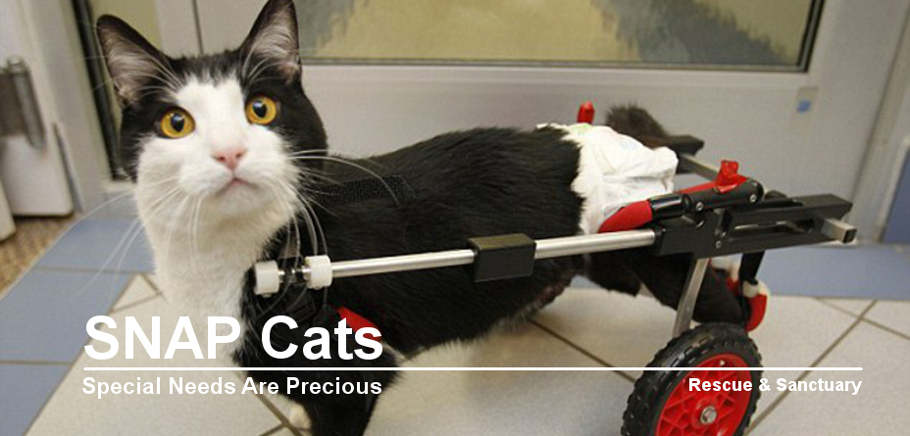 SNAP Cats
Special Needs Are Precious
Rescue & Sanctuary